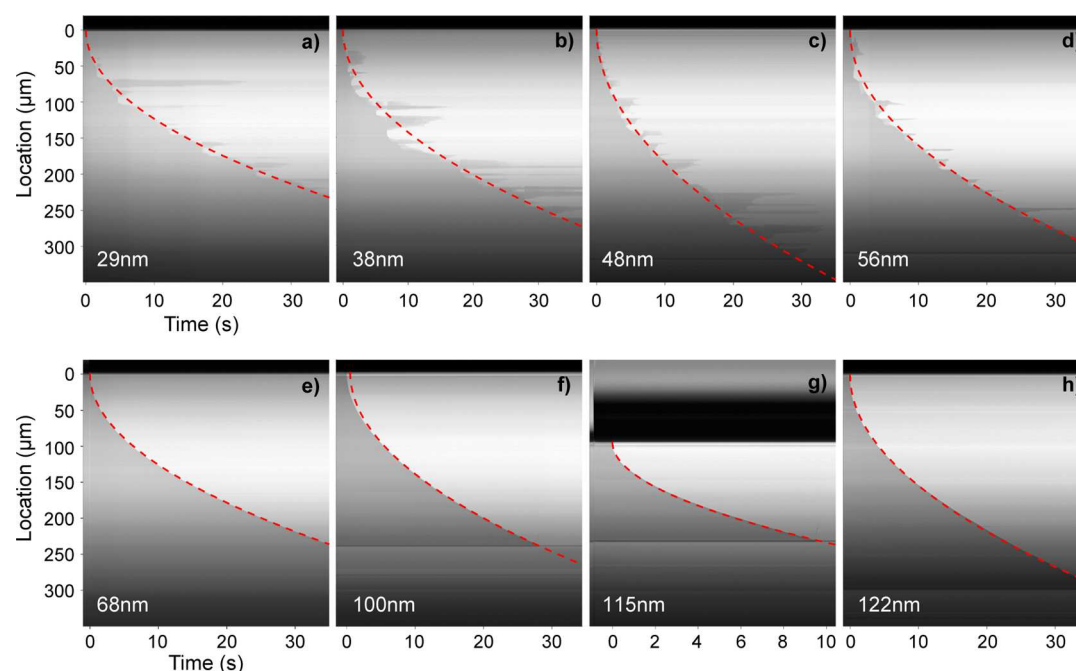 a) b) c) d)
0
50
100
150
200
250
300
Location (µm)
29nm 38nm 48nm 56nm
0 10 20 30 0 10 20 30 0 10 20 30 0 10 20 30
Time (s)
e) f) g) h)
0
50
100
150
200
250
300
Location (µm)
68nm 100nm 115nm 122nm
0 10 20 30 0 10 20 30 0 2 4 6 8 10 0 10 20 30
Time (s)